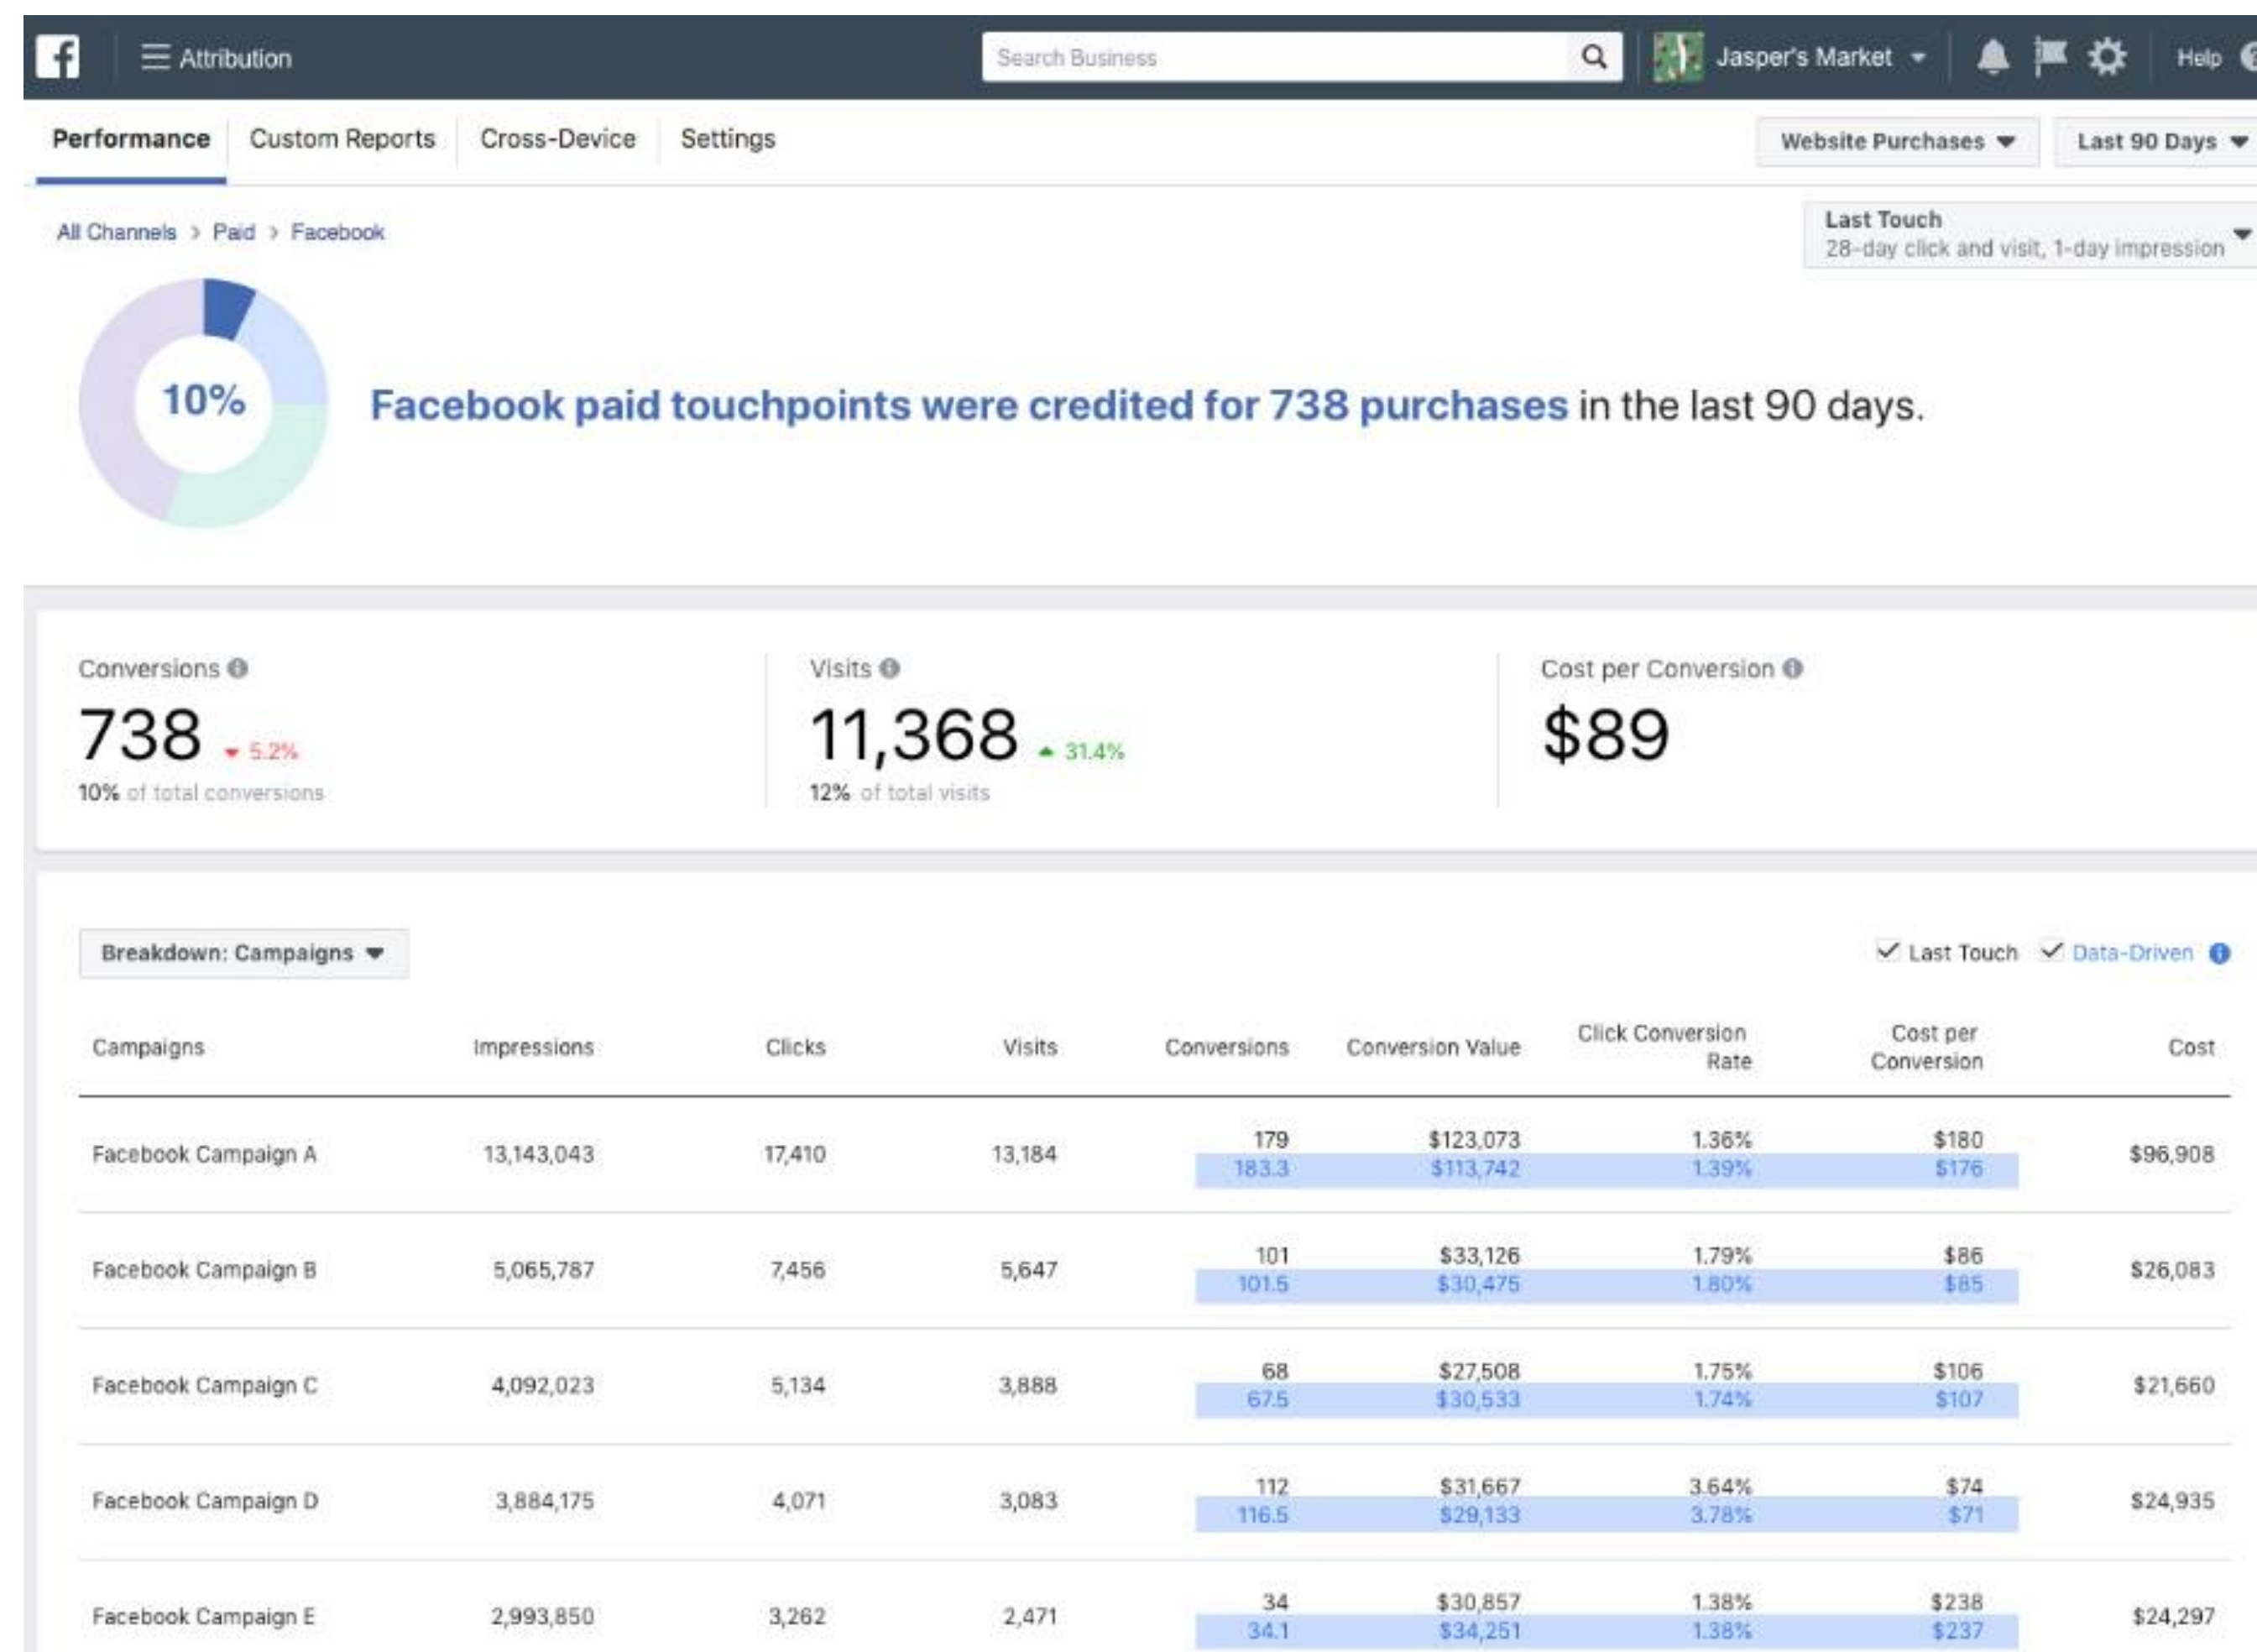 f Attribution Search Business Jasper's Market Help
Performance Custom Reports Cross-Device Settings Website Purchases Last 90 Days
All Channels > Paid > Facebook
Last Touch
28-day click and visit, 1-day impression
10%
Facebook paid touchpoints were credited for 738 purchases in the last 90 days.
Conversions
738 5.2%
10% of total conversions
Visits
11,368 31.4%
12% of total visits
Cost per Conversion
$89
Breakdown: Campaigns Last Touch Data-Driven
Campaigns Impressions Clicks Visits Conversions Conversion Value Click Conversion Rate Cost per Conversion Cost
Facebook Campaign A 13,143,043 17,410 13,184 179 $123,073 1.36% $180 $96,908
183.3 $113,742 1.39% $176
Facebook Campaign B 5,065,787 7,456 5,647 101 $33,126 1.79% $86 $26,083
101.5 $30,475 1.80% $85
Facebook Campaign C 4,092,023 5,134 3,888 68 $27,508 1.75% $106 $21,660
67.5 $30,533 1.74% $107
Facebook Campaign D 3,884,175 4,071 3,083 112 $31,667 3.64% $74 $24,935
116.5 $29,133 3.78% $71
Facebook Campaign E 2,993,850 3,262 2,471 34 $30,857 1.38% $238 $24,297
34.1 $34,251 1.38% $237